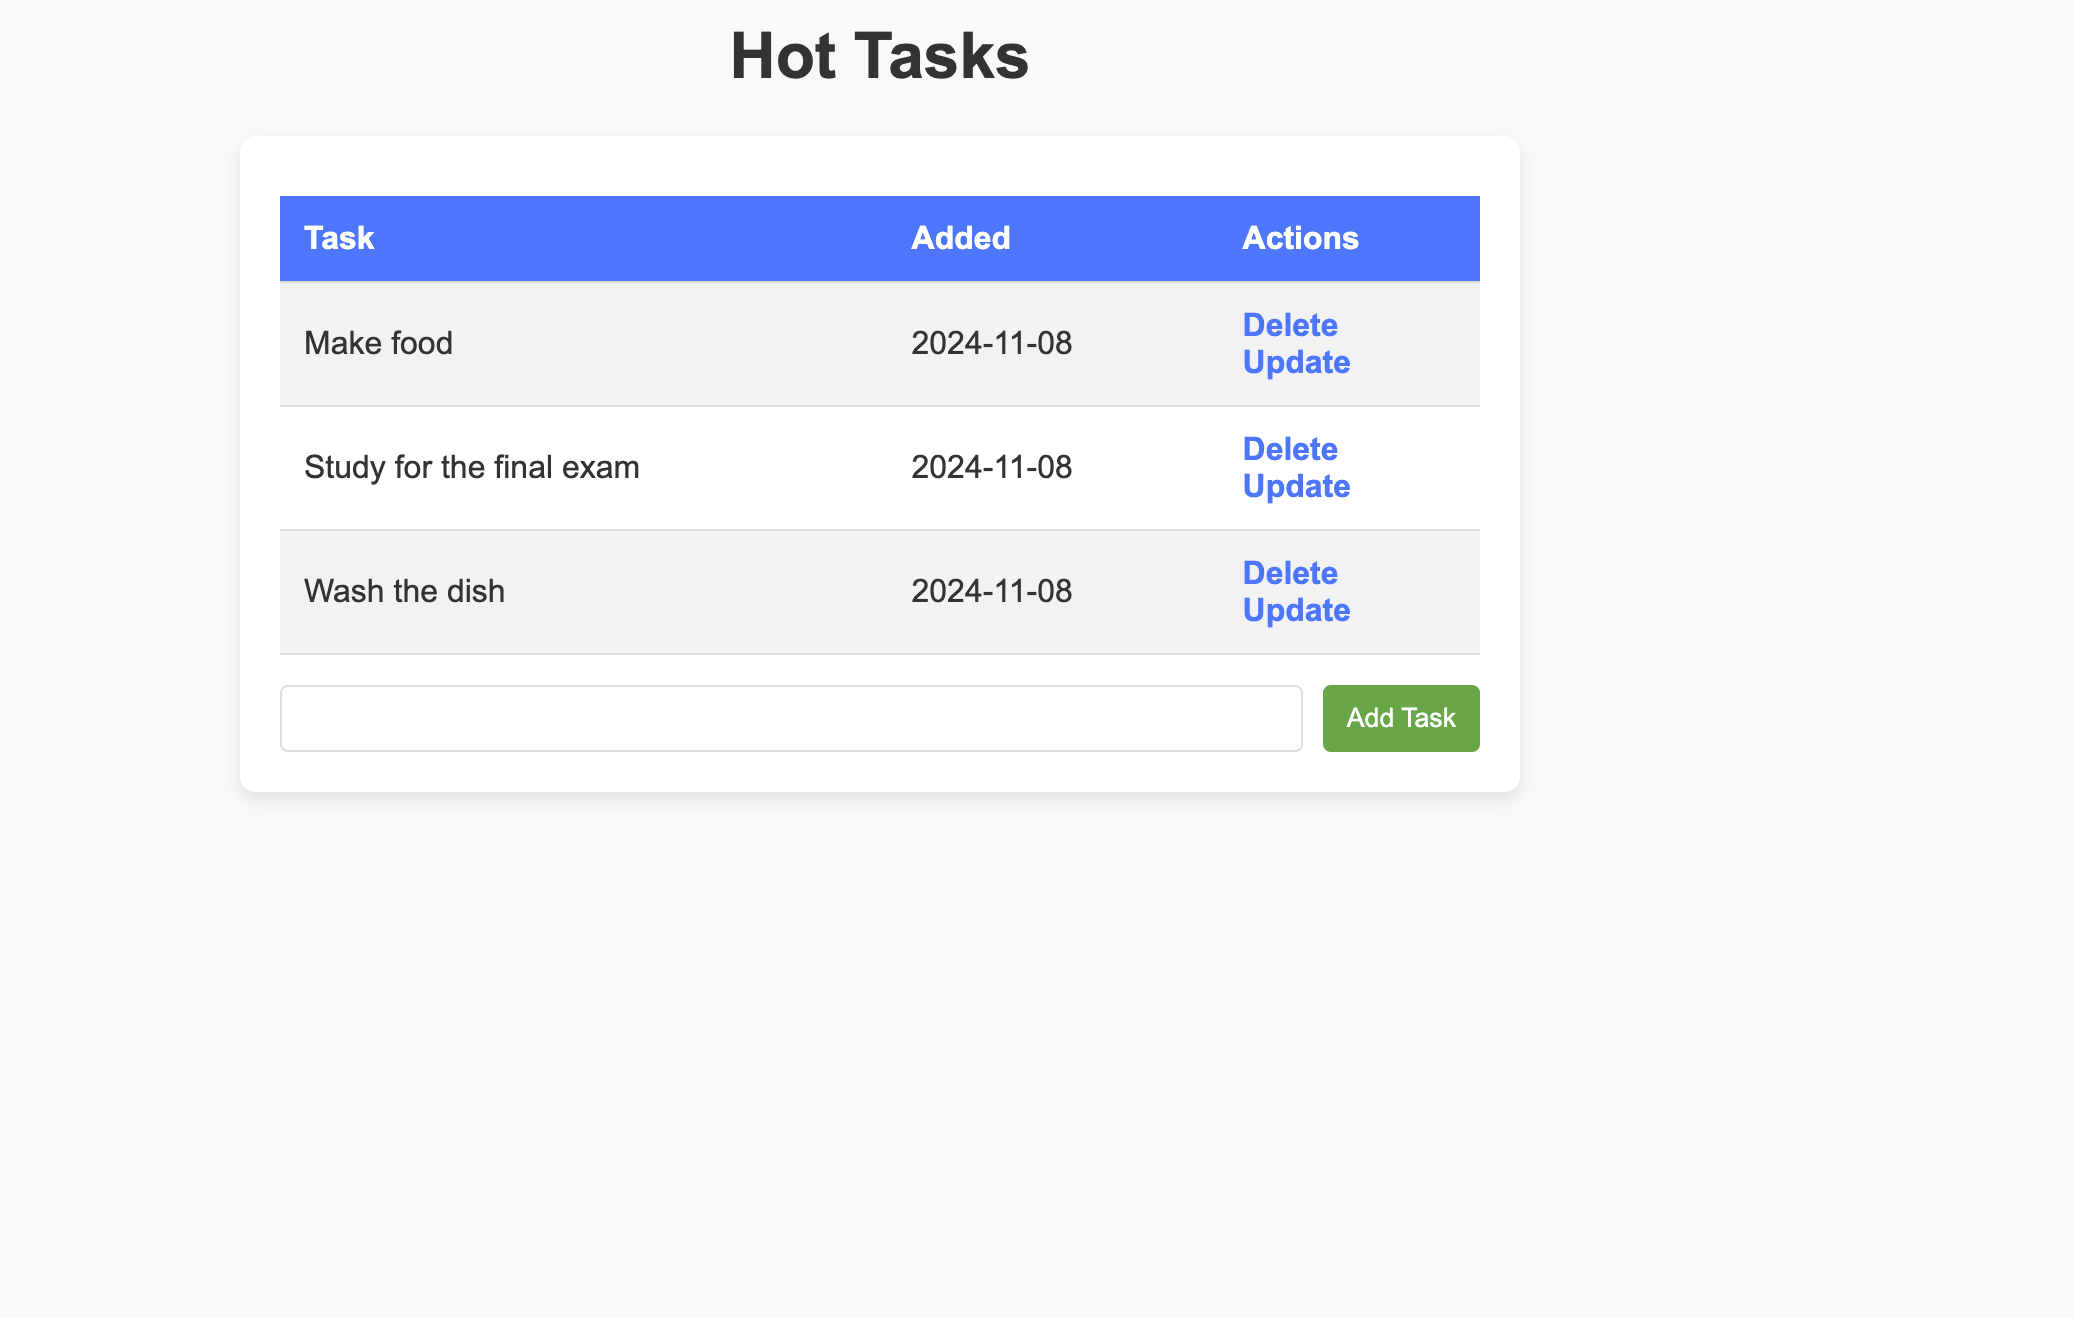 Hot Tasks
Task Added Actions
Make food 2024-11-08 Delete
Update
Study for the final exam 2024-11-08 Delete
Update
Wash the dish 2024-11-08 Delete
Update
Add Task